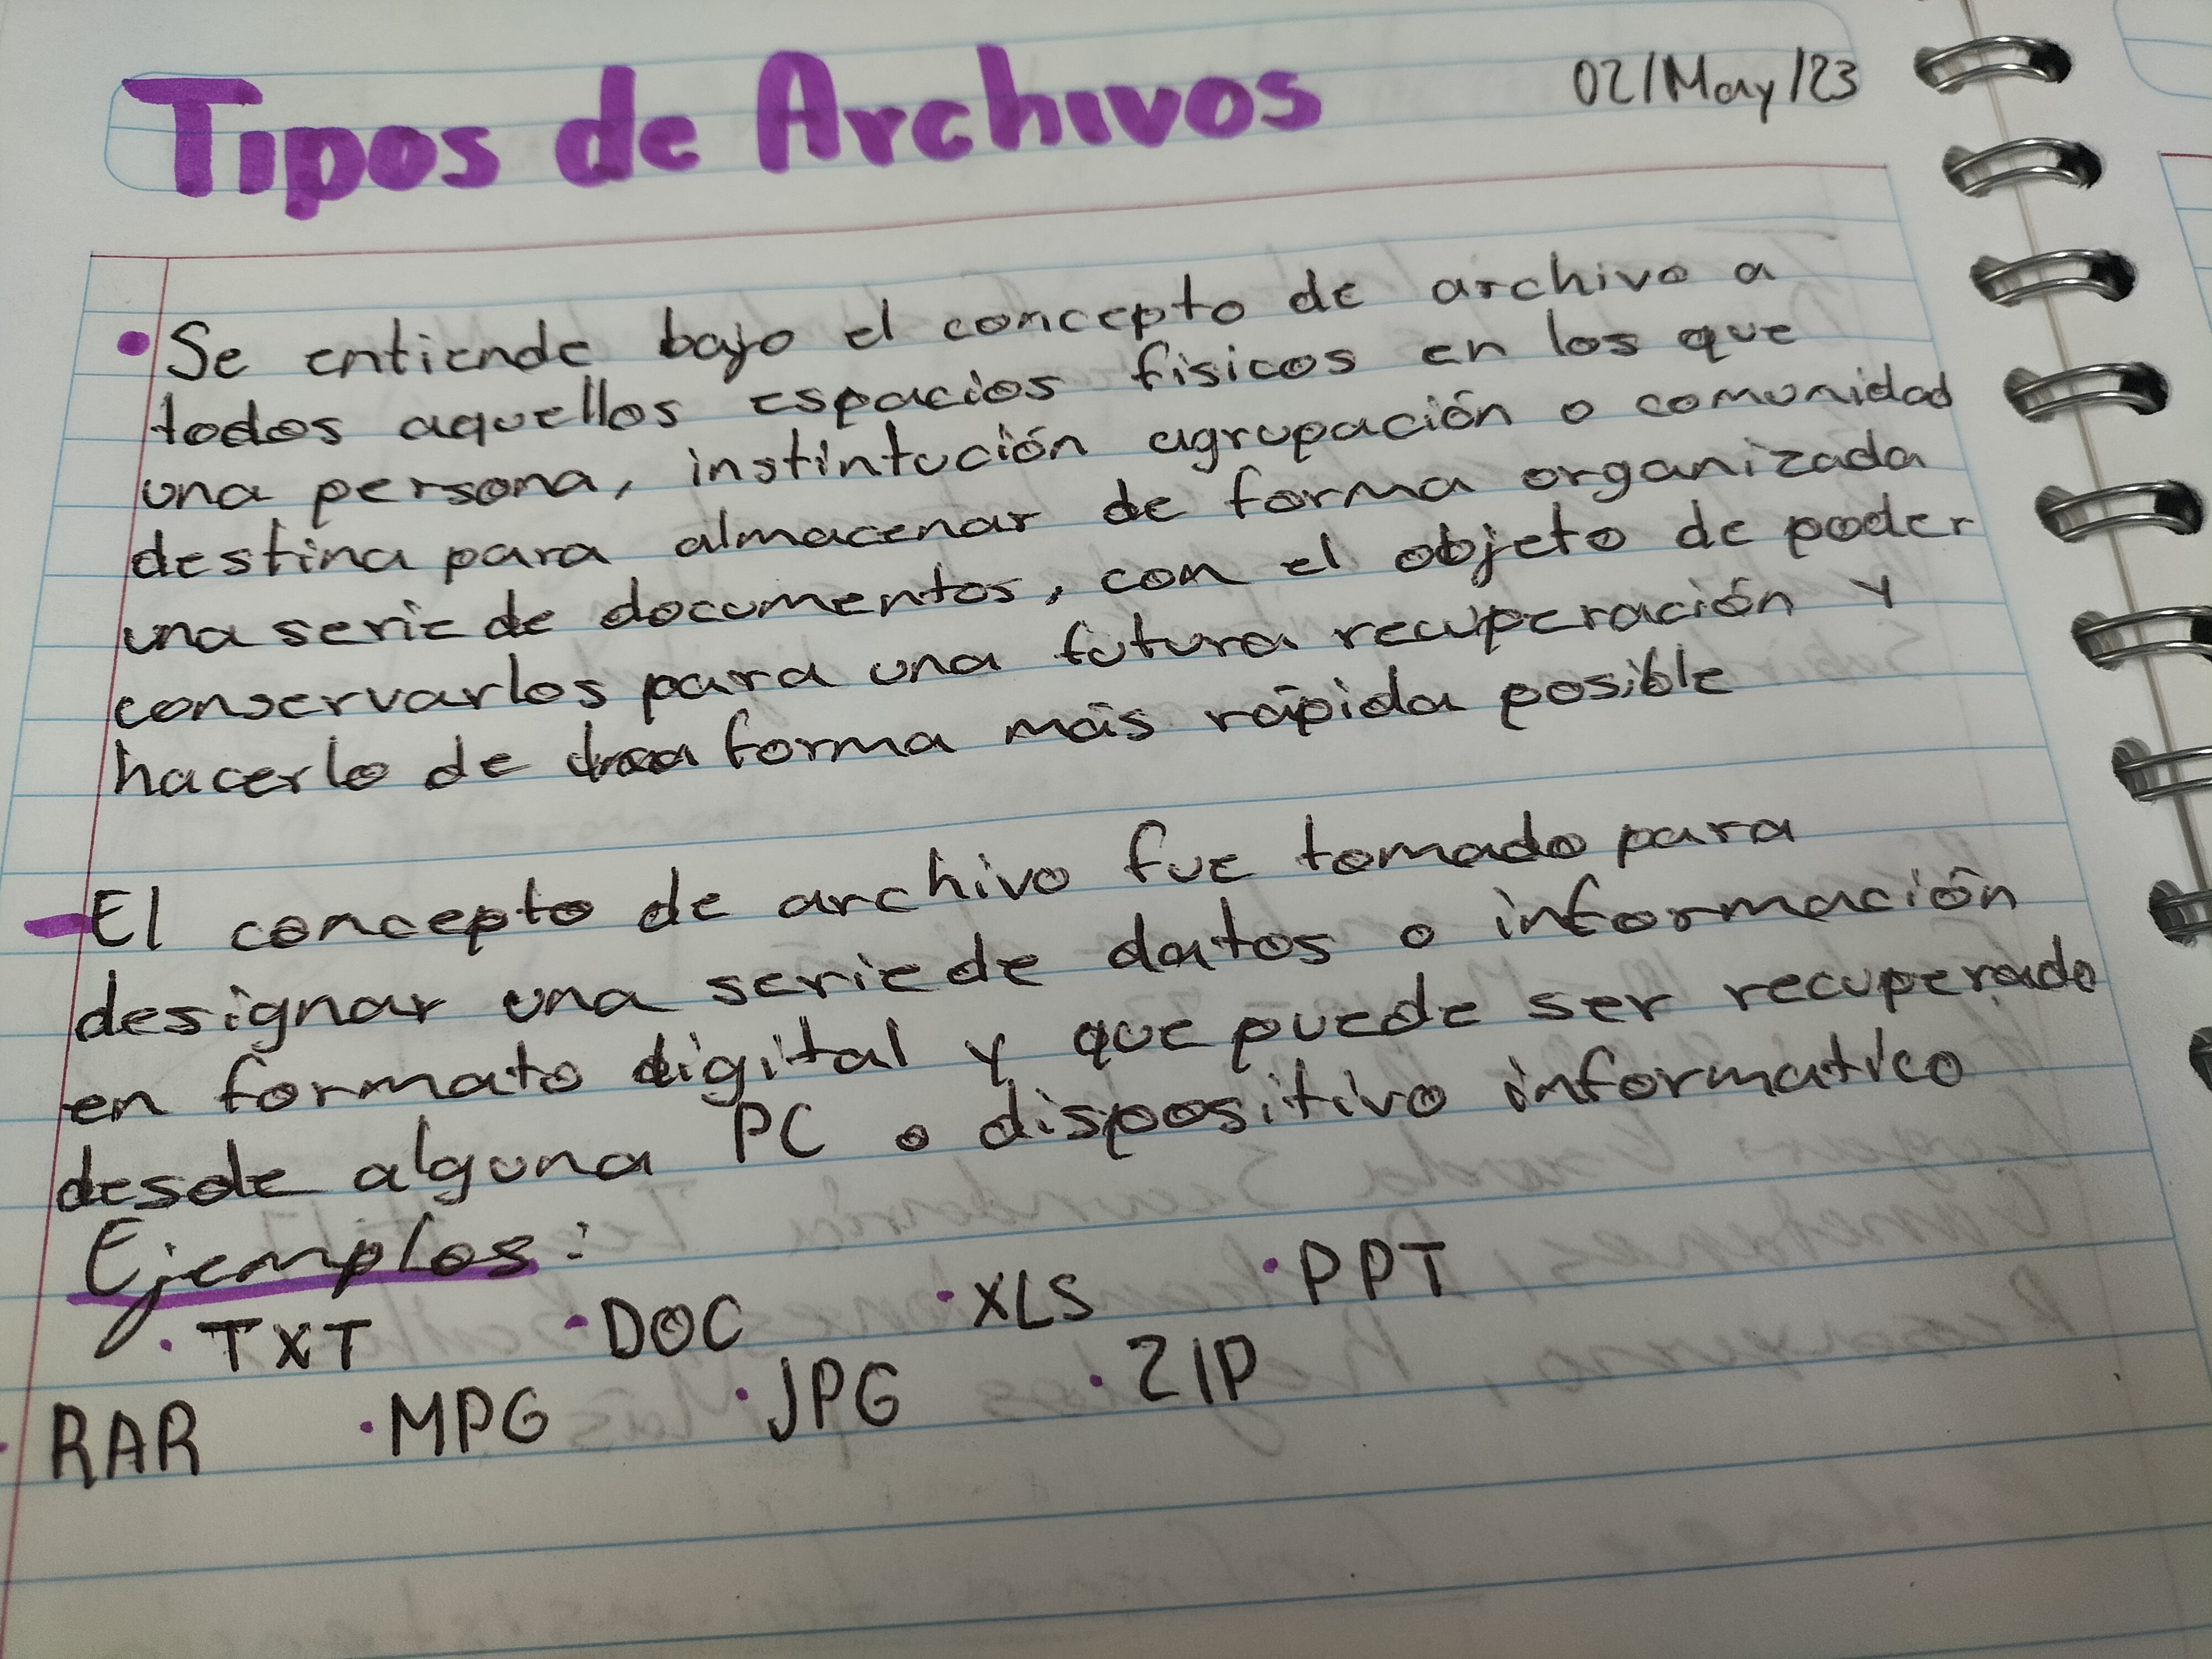 Tipos de Archivos
02/May/23
• Se entiende bajo el concepto de archivo a
todos aquellos espacios físicos en los que
una persona, instintución agrupación o comunidad
destina para almacenar de forma organizada
una serie de documentos, con el objeto de poder
conservarlos para una futura recuperación y
hacerlo de forma más rápida posible
- El concepto de archivo fue tomado para
designar una serie de datos o información
en formato digital y que puede ser recuperado
desde alguna PC o dispositivo informatico
Ejemplos:
• TXT • DOC • XLS • PPT
• RAR • MPG • JPG • ZIP